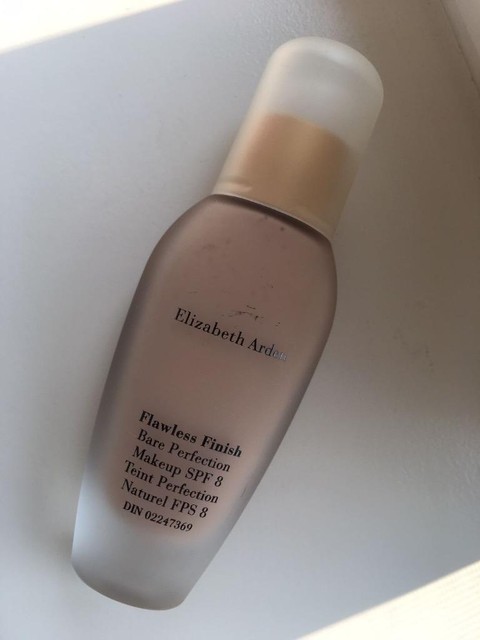 Elizabeth Arden
Flawless Finish
Bare Perfection
Makeup SPF 8
Teint Perfection
Naturel FPS 8
DIN 02247369